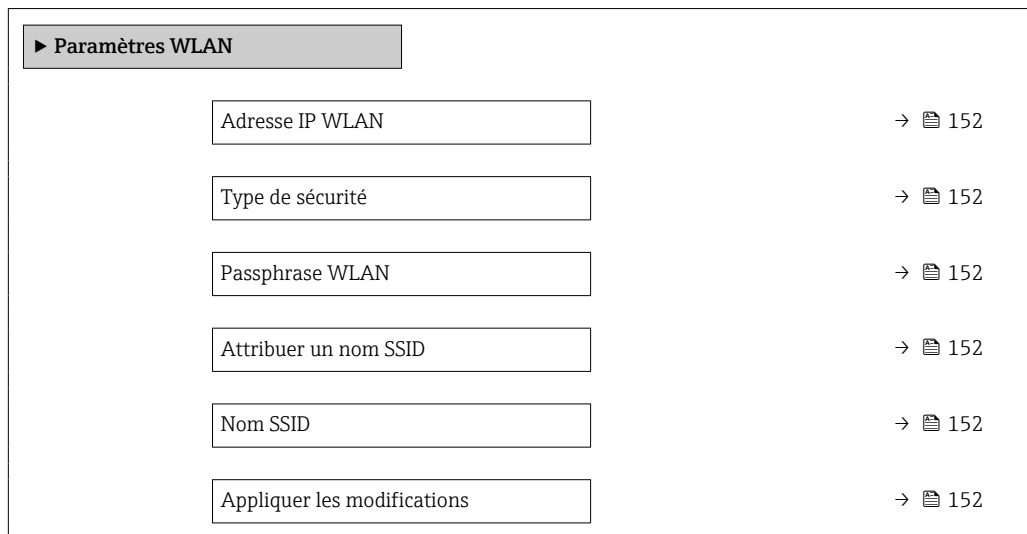 ▶ Paramètres WLAN
Adresse IP WLAN → 152
Type de sécurité → 152
Passphrase WLAN → 152
Attribuer un nom SSID → 152
Nom SSID → 152
Appliquer les modifications → 152